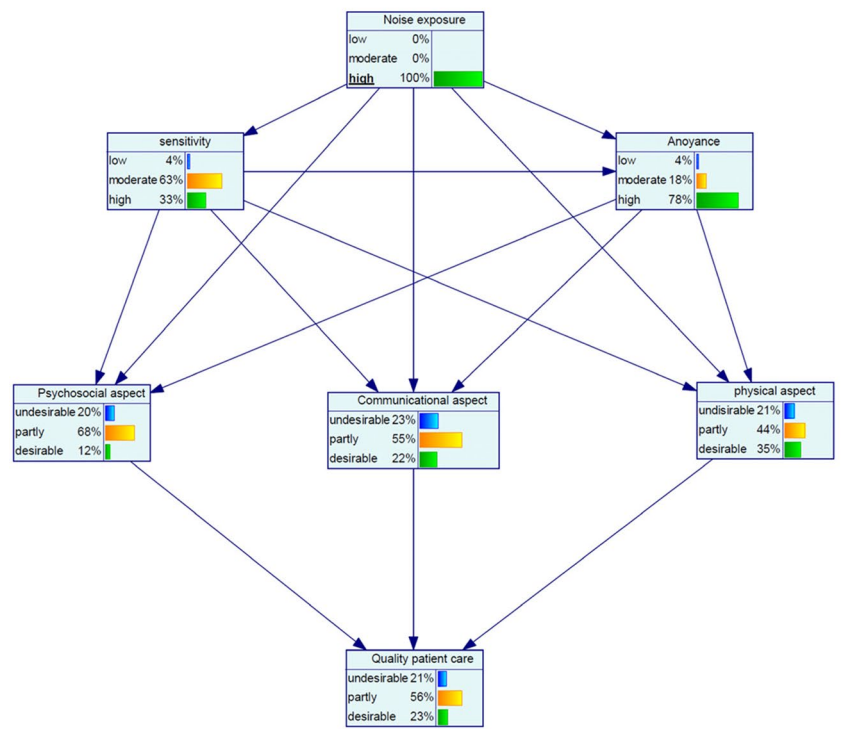 Noise exposure
low 0%
moderate 0%
high 100%
sensitivity
low 4%
moderate 63%
high 33%
Anoyance
low 4%
moderate 18%
high 78%
Psychosocial aspect
undesirable 20%
partly 68%
desirable 12%
Communicational aspect
undesirable 23%
partly 55%
desirable 22%
physical aspect
undisirable 21%
partly 44%
desirable 35%
Quality patient care
undesirable 21%
partly 56%
desirable 23%